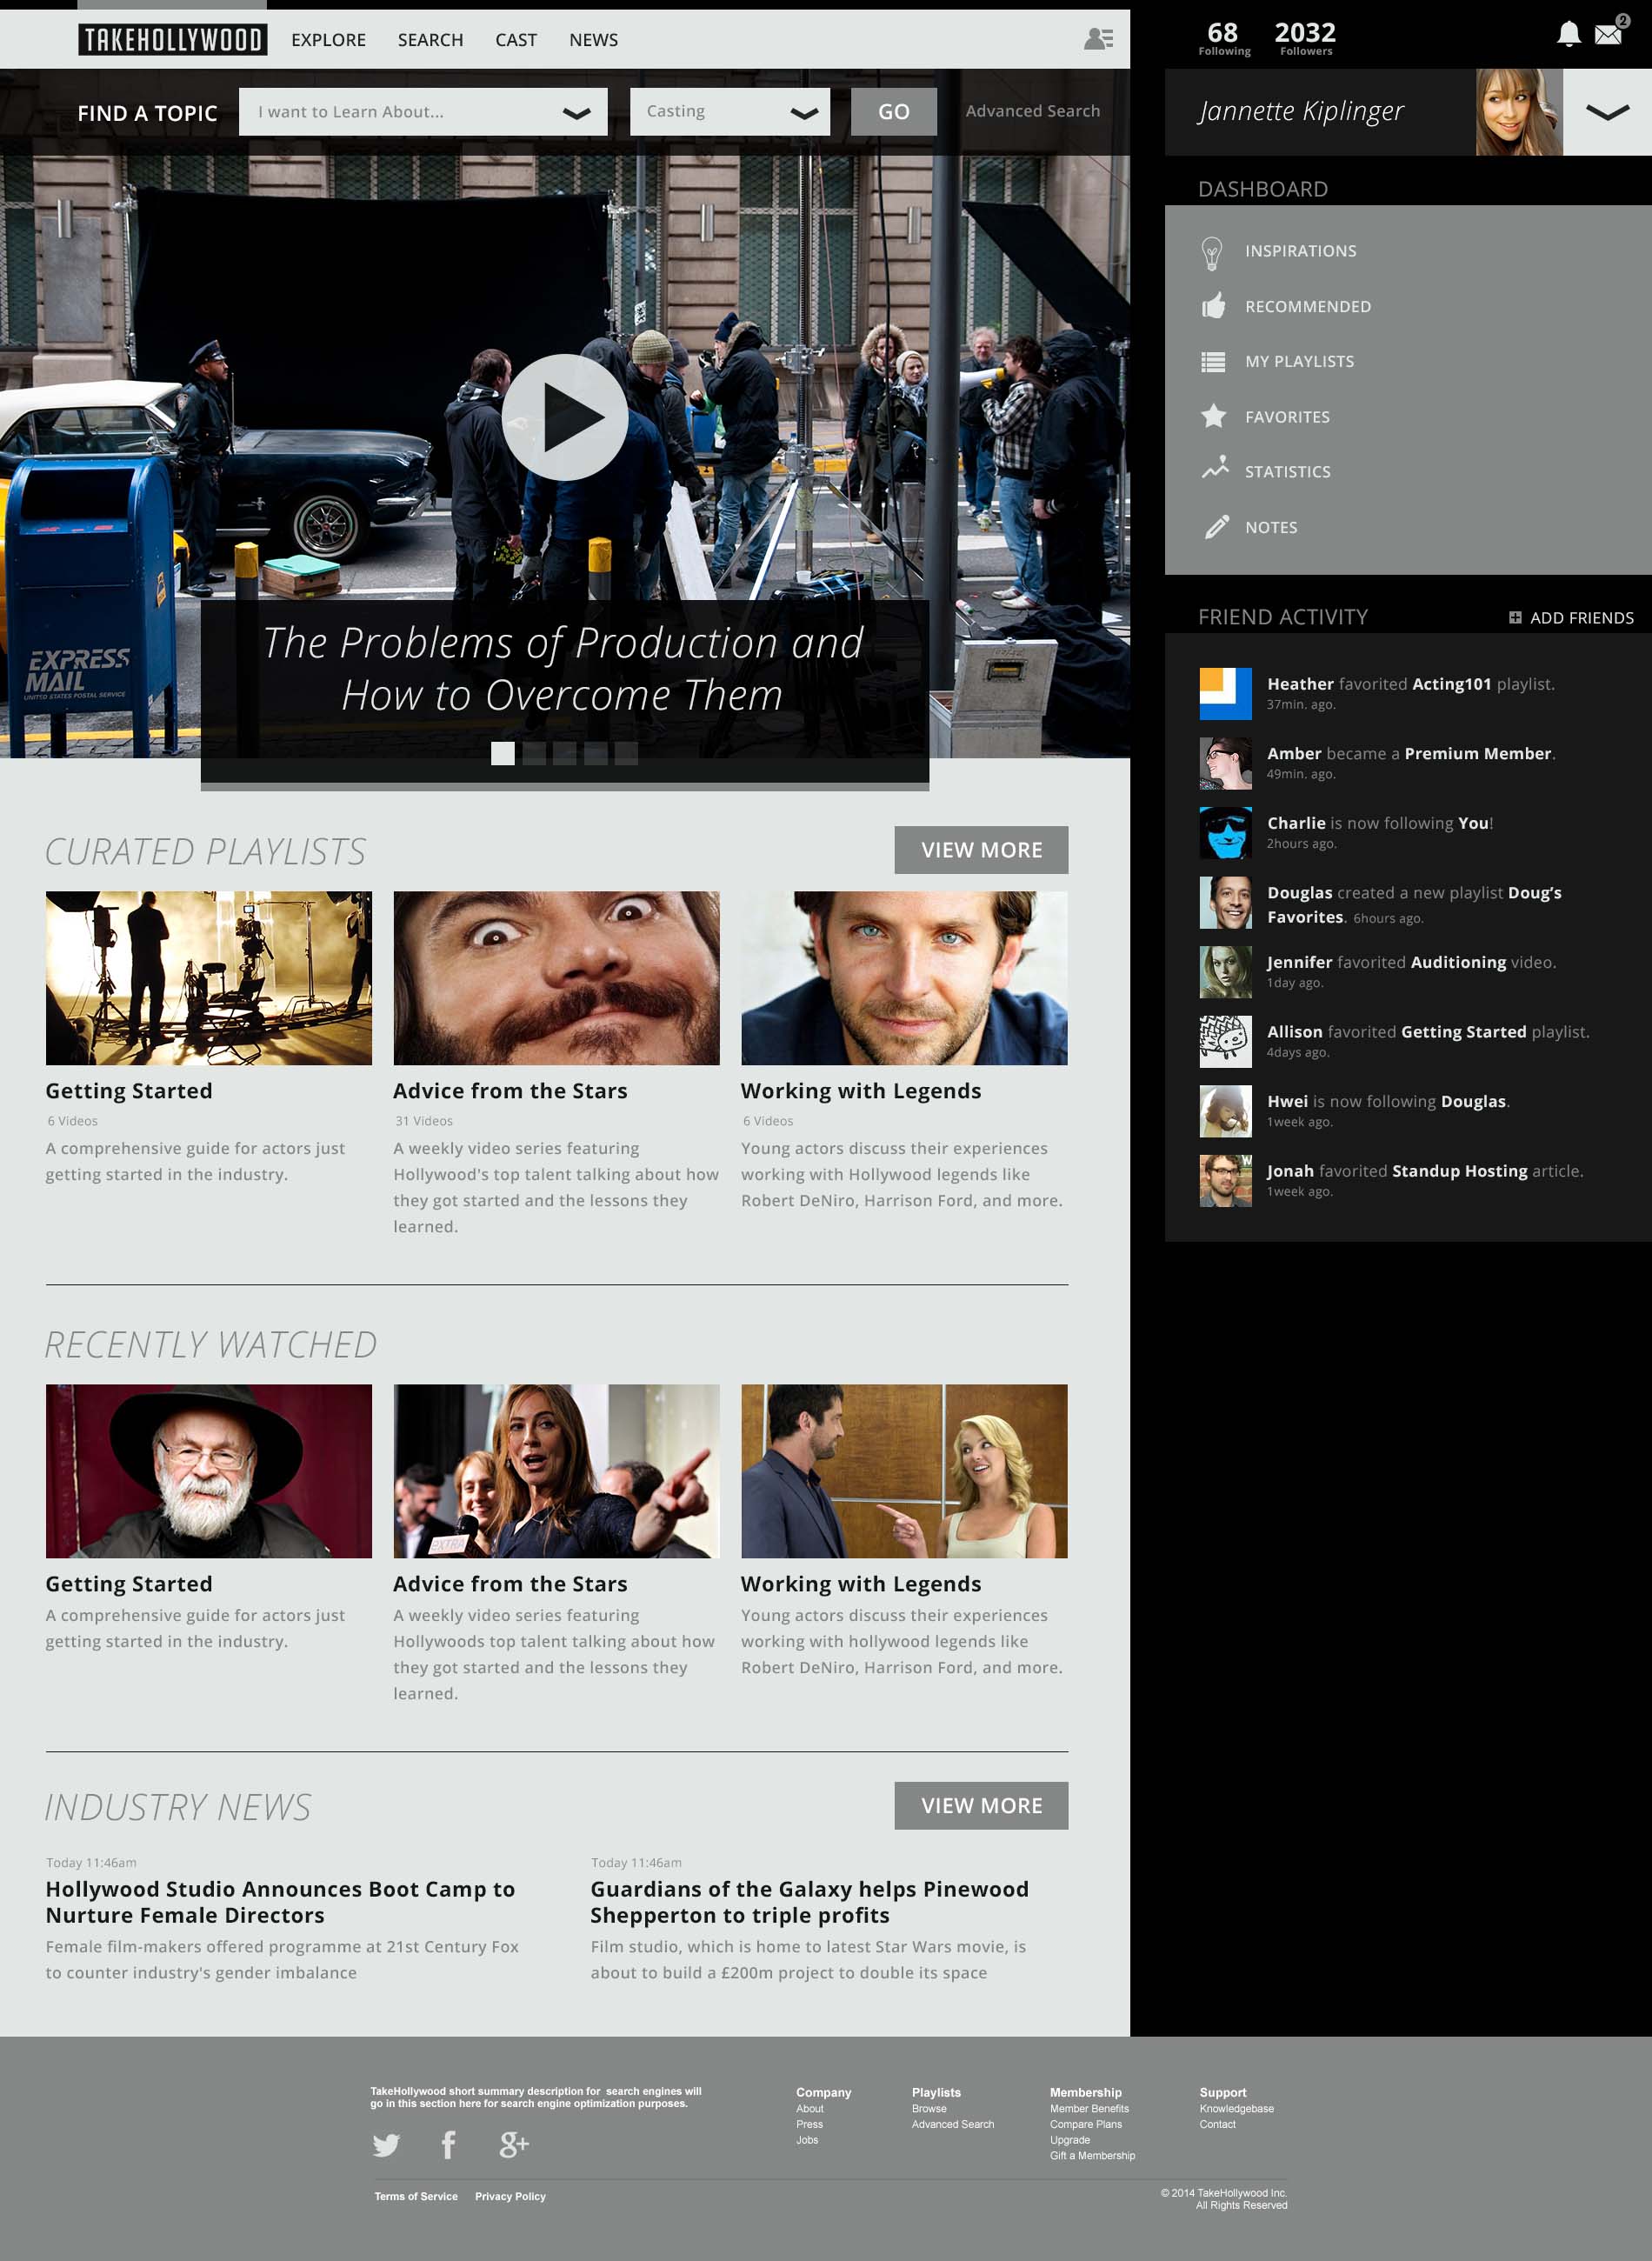 TAKEHOLLYWOOD
EXPLORE
SEARCH
CAST
NEWS
68
Following
2032
Followers
2
FIND A TOPIC
I want to Learn About...
Casting
GO
Advanced Search
Jannette Kiplinger
DASHBOARD
INSPIRATIONS
RECOMMENDED
MY PLAYLISTS
FAVORITES
STATISTICS
NOTES
EXPRESS
MAIL
UNITED STATES POSTAL SERVICE
The Problems of Production and
How to Overcome Them
FRIEND ACTIVITY
ADD FRIENDS
Heather favorited Acting101 playlist.
37min. ago.
Amber became a Premium Member.
49min. ago.
Charlie is now following You!
2hours ago.
Douglas created a new playlist Doug's
Favorites. 6hours ago.
Jennifer favorited Auditioning video.
1day ago.
Allison favorited Getting Started playlist.
4days ago.
Hwei is now following Douglas.
1week ago.
Jonah favorited Standup Hosting article.
1week ago.
CURATED PLAYLISTS
VIEW MORE
Getting Started
6 Videos
A comprehensive guide for actors just
getting started in the industry.
Advice from the Stars
31 Videos
A weekly video series featuring
Hollywood's top talent talking about how
they got started and the lessons they
learned.
Working with Legends
6 Videos
Young actors discuss their experiences
working with Hollywood legends like
Robert DeNiro, Harrison Ford, and more.
RECENTLY WATCHED
EXTRA
Getting Started
A comprehensive guide for actors just
getting started in the industry.
Advice from the Stars
A weekly video series featuring
Hollywoods top talent talking about how
they got started and the lessons they
learned.
Working with Legends
Young actors discuss their experiences
working with hollywood legends like
Robert DeNiro, Harrison Ford, and more.
INDUSTRY NEWS
VIEW MORE
Today 11:46am
Hollywood Studio Announces Boot Camp to
Nurture Female Directors
Female film-makers offered programme at 21st Century Fox
to counter industry's gender imbalance
Today 11:46am
Guardians of the Galaxy helps Pinewood
Shepperton to triple profits
Film studio, which is home to latest Star Wars movie, is
about to build a £200m project to double its space
TakeHollywood short summary description for search engines will
go in this section here for search engine optimization purposes.
Company
About
Press
Jobs
Playlists
Browse
Advanced Search
Membership
Member Benefits
Compare Plans
Upgrade
Gift a Membership
Support
Knowledgebase
Contact
Terms of Service
Privacy Policy
© 2014 TakeHollywood Inc.
All Rights Reserved